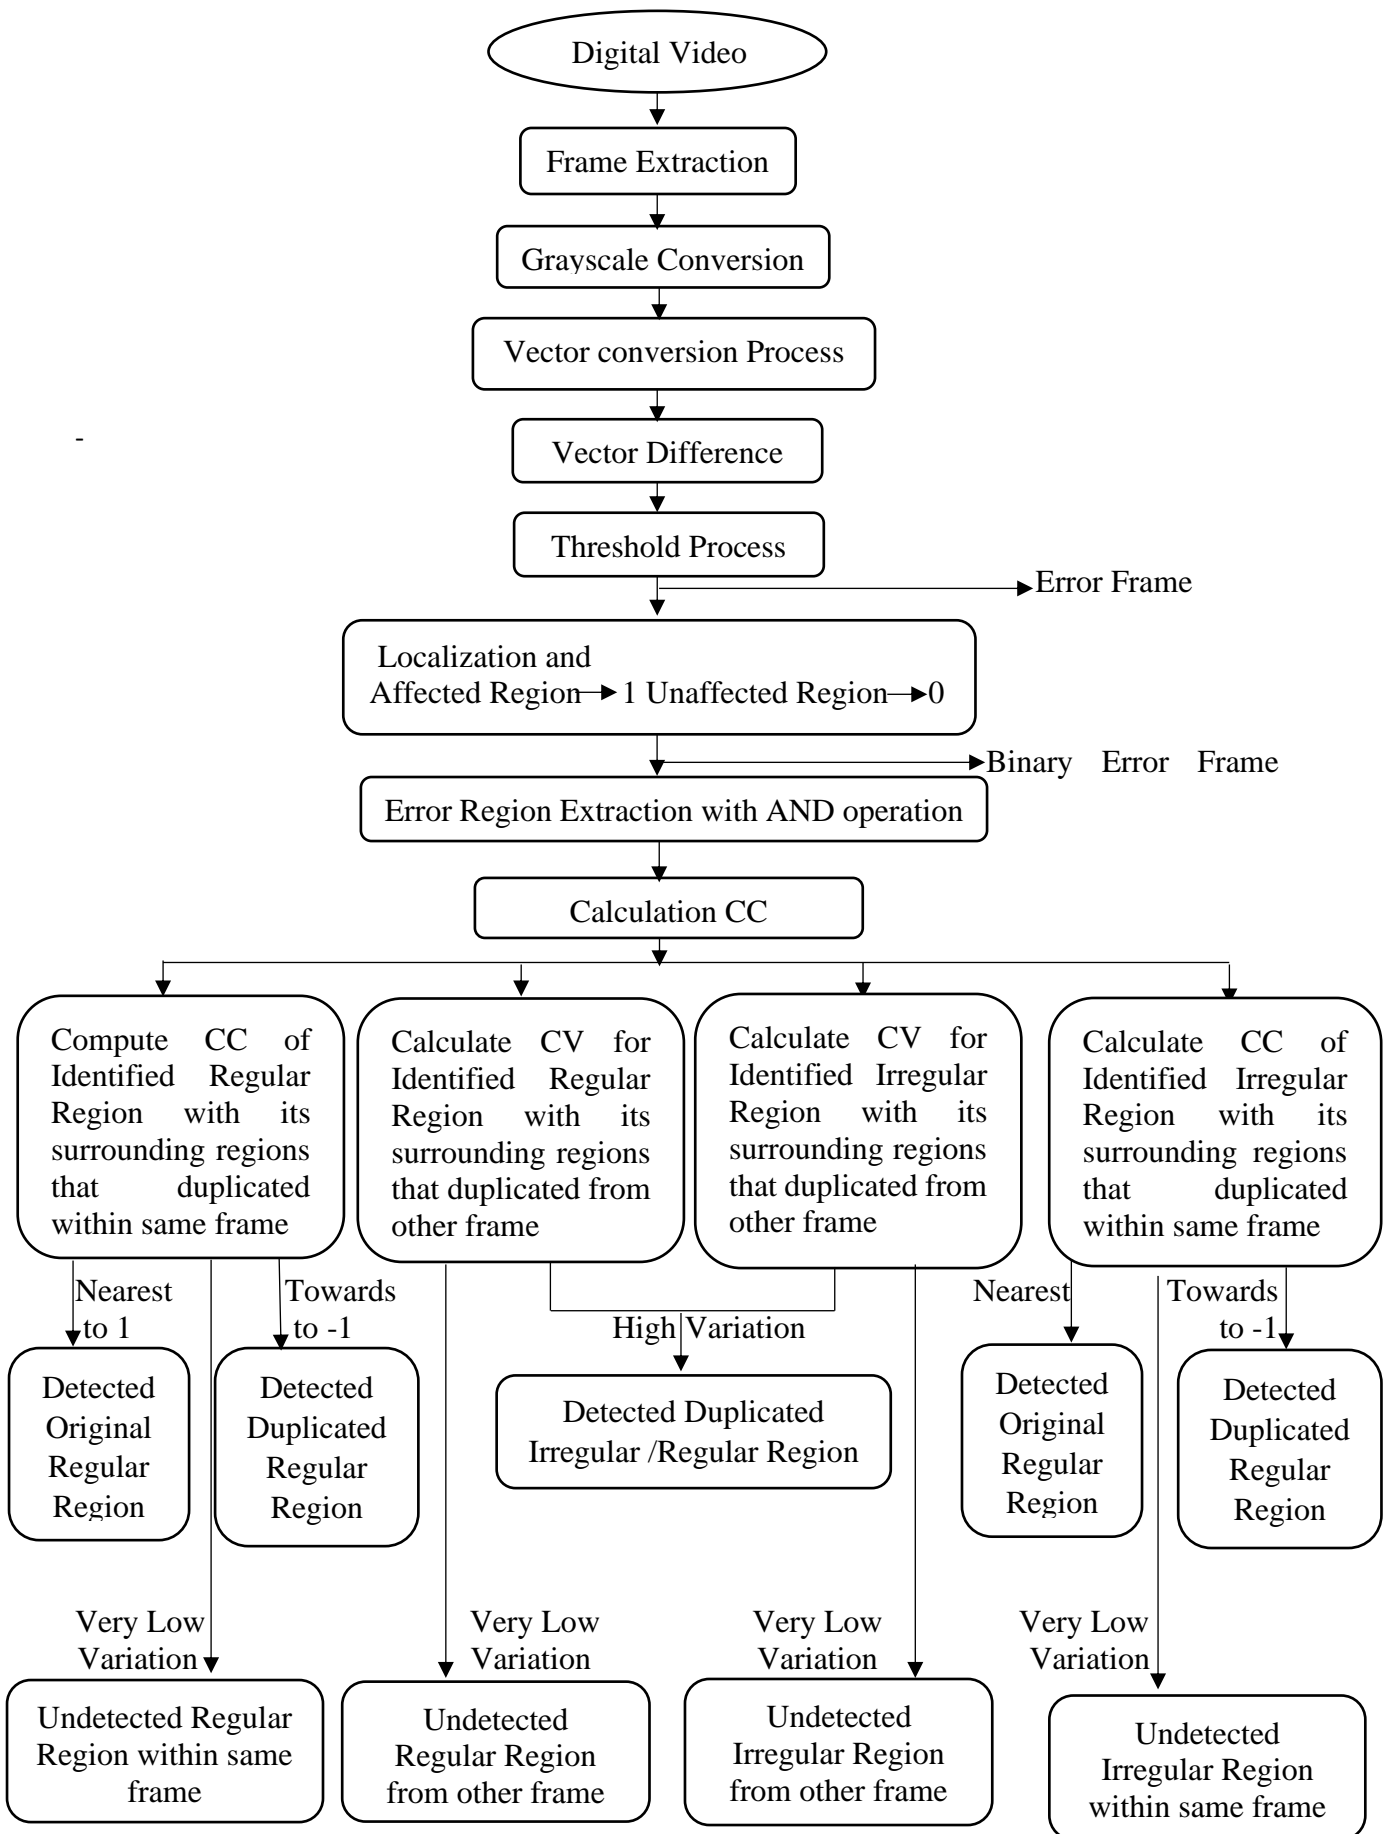 Digital Video
Frame Extraction
Grayscale Conversion
Vector conversion Process
-
Vector Difference
Threshold Process
Error Frame
Localization and
Affected Region 1 Unaffected Region 0
Binary Error Frame
Error Region Extraction with AND operation
Calculation CC
Compute CC of
Identified Regular
Region with its
surrounding regions
that duplicated
within same frame
Calculate CV for
Identified Regular
Region with its
surrounding regions
that duplicated from
other frame
Calculate CV for
Identified Irregular
Region with its
surrounding regions
that duplicated from
other frame
Calculate CC of
Identified Irregular
Region with its
surrounding regions
that duplicated
within same frame
Nearest
to 1
Towards
to -1
High Variation
Nearest
Towards
to -1
Detected
Original
Regular
Region
Detected
Duplicated
Regular
Region
Detected Duplicated
Irregular /Regular Region
Detected
Original
Regular
Region
Detected
Duplicated
Regular
Region
Very Low
Variation
Very Low
Variation
Very Low
Variation
Very Low
Variation
Undetected Regular
Region within same
frame
Undetected
Regular Region
from other frame
Undetected
Irregular Region
from other frame
Undetected
Irregular Region
within same frame